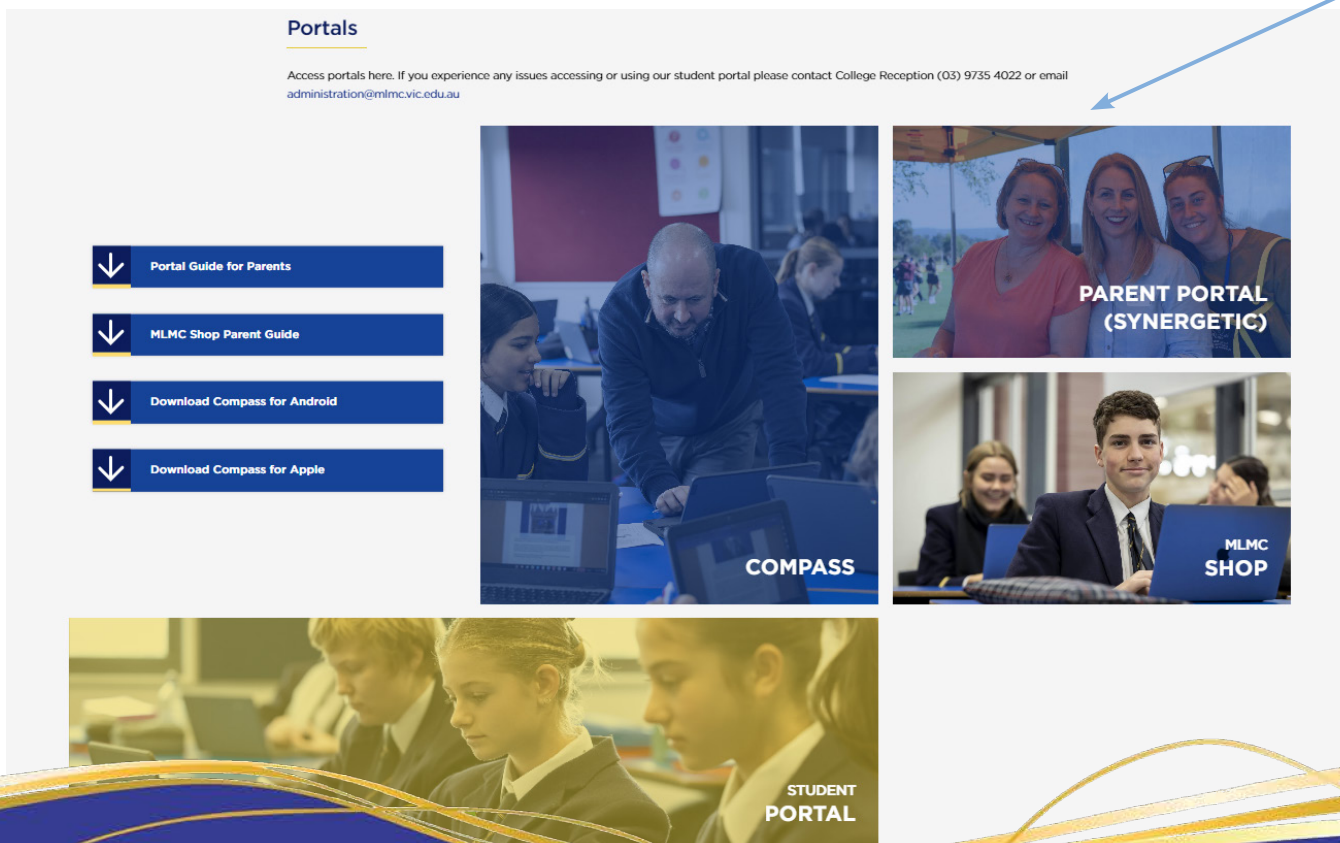 Portals
Access portals here. If you experience any issues accessing or using our student portal please contact College Reception (03) 9735 4022 or email
administration@mlmc.vic.edu.au
Portal Guide for Parents
MLMC Shop Parent Guide
Download Compass for Android
Download Compass for Apple
COMPASS
PARENT PORTAL
(SYNERGETIC)
MLMC
SHOP
STUDENT
PORTAL